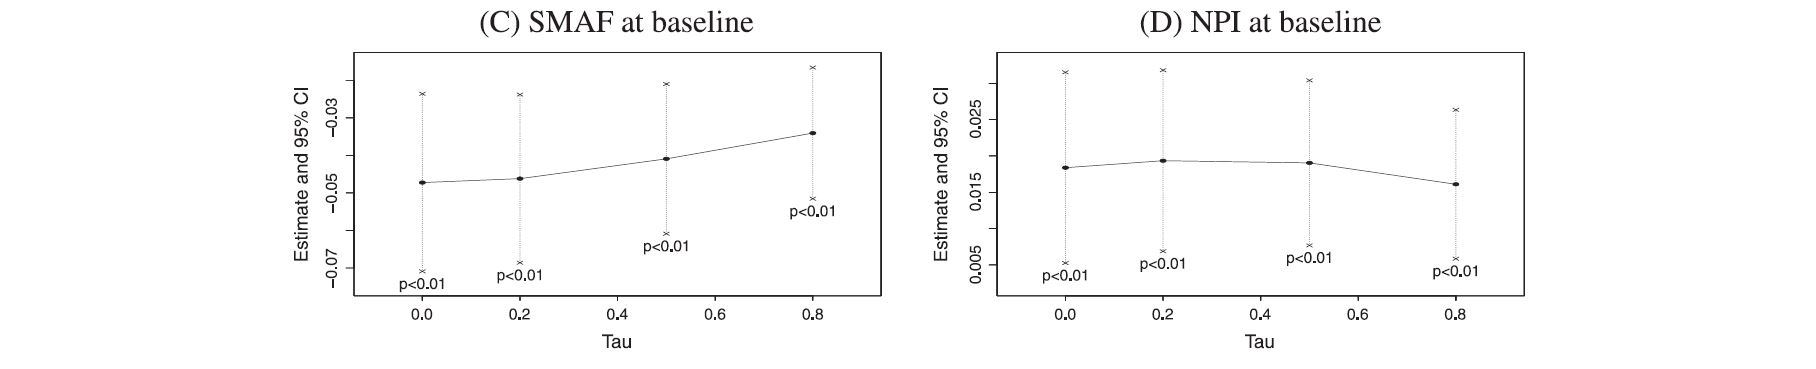 (C) SMAF at baseline
Estimate and 95% CI
−0.03
−0.05
−0.07
p<0.01
p<0.01
p<0.01
p<0.01
0.0 0.2 0.4 0.6 0.8
Tau
(D) NPI at baseline
Estimate and 95% CI
0.025
0.015
0.005
p<0.01
p<0.01
p<0.01
p<0.01
0.0 0.2 0.4 0.6 0.8
Tau